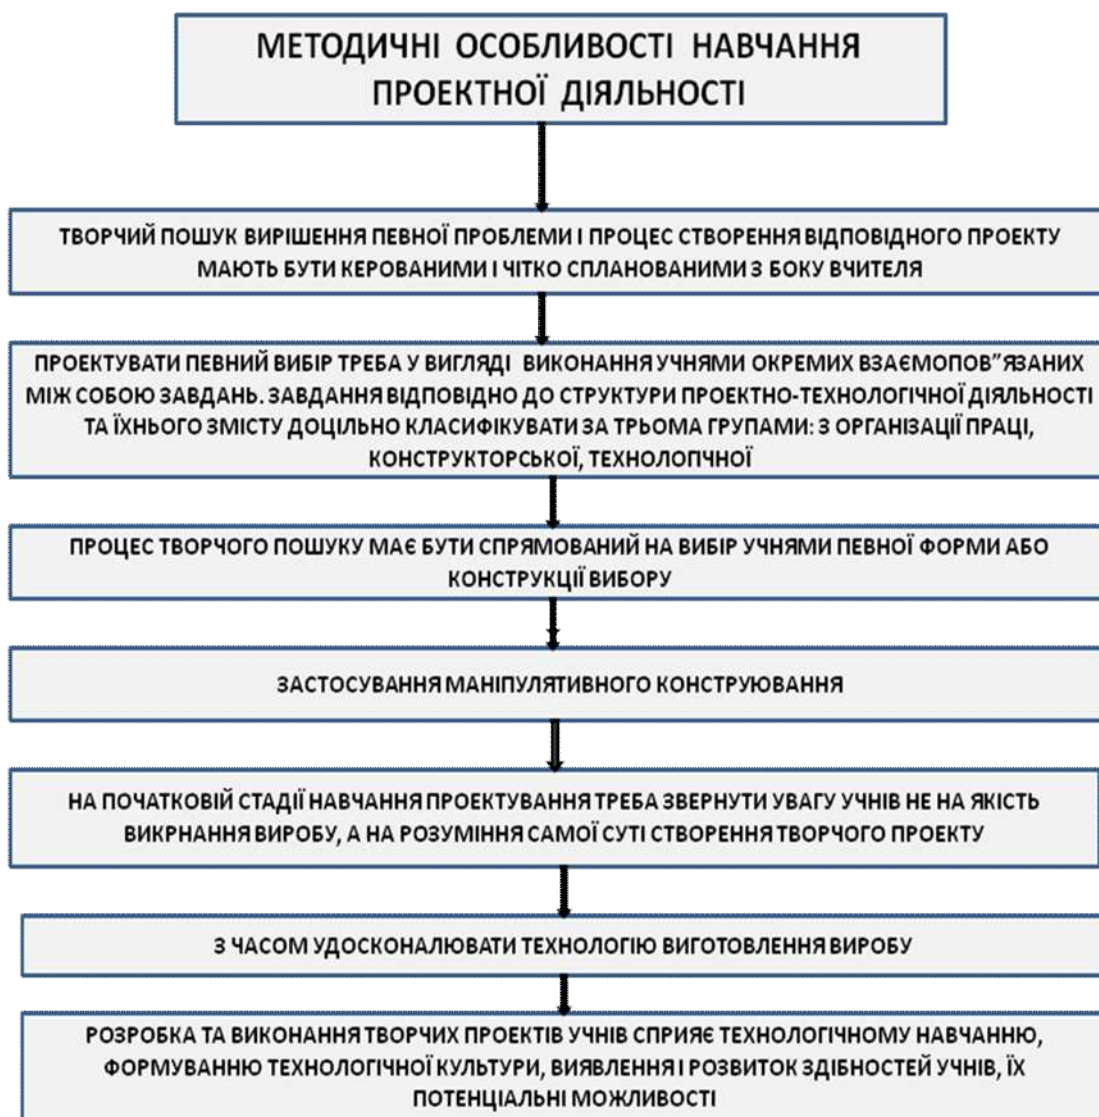 МЕТОДИЧНІ ОСОБЛИВОСТІ НАВЧАННЯ
ПРОЕКТНОЇ ДІЯЛЬНОСТІ
ТВОРЧИЙ ПОШУК ВИРІШЕННЯ ПЕВНОЇ ПРОБЛЕМИ І ПРОЦЕС СТВОРЕННЯ ВІДПОВІДНОГО ПРОЕКТУ
МАЮТЬ БУТИ КЕРОВАНИМИ І ЧІТКО СПЛАНОВАНИМИ З БОКУ ВЧИТЕЛЯ
ПРОЕКТУВАТИ ПЕВНИЙ ВИБІР ТРЕБА У ВИГЛЯДІ ВИКОНАННЯ УЧНЯМИ ОКРЕМИХ ВЗАЄМОПОВ”ЯЗАНИХ
МІЖ СОБОЮ ЗАВДАНЬ. ЗАВДАННЯ ВІДПОВІДНО ДО СТРУКТУРИ ПРОЕКТНО-ТЕХНОЛОГІЧНОЇ ДІЯЛЬНОСТІ
ТА ЇХНЬОГО ЗМІСТУ ДОЦІЛЬНО КЛАСИФІКУВАТИ ЗА ТРЬОМА ГРУПАМИ: З ОРГАНІЗАЦІЇ ПРАЦІ,
КОНСТРУКТОРСЬКОЇ, ТЕХНОЛОГІЧНОЇ
ПРОЦЕС ТВОРЧОГО ПОШУКУ МАЄ БУТИ СПРЯМОВАНИЙ НА ВИБІР УЧНЯМИ ПЕВНОЇ ФОРМИ АБО
КОНСТРУКЦІЇ ВИБОРУ
ЗАСТОСУВАННЯ МАНІПУЛЯТИВНОГО КОНСТРУЮВАННЯ
НА ПОЧАТКОВІЙ СТАДІЇ НАВЧАННЯ ПРОЕКТУВАННЯ ТРЕБА ЗВЕРНУТИ УВАГУ УЧНІВ НЕ НА ЯКІСТЬ
ВИКРНАННЯ ВИРОБУ, А НА РОЗУМІННЯ САМОЇ СУТІ СТВОРЕННЯ ТВОРЧОГО ПРОЕКТУ
З ЧАСОМ УДОСКОНАЛЮВАТИ ТЕХНОЛОГІЮ ВИГОТОВЛЕННЯ ВИРОБУ
РОЗРОБКА ТА ВИКОНАННЯ ТВОРЧИХ ПРОЕКТІВ УЧНІВ СПРИЯЄ ТЕХНОЛОГІЧНОМУ НАВЧАННЮ,
ФОРМУВАННЮ ТЕХНОЛОГІЧНОЇ КУЛЬТУРИ, ВИЯВЛЕННЯ І РОЗВИТОК ЗДІБНОСТЕЙ УЧНІВ, ЇХ
ПОТЕНЦІАЛЬНІ МОЖЛИВОСТІ